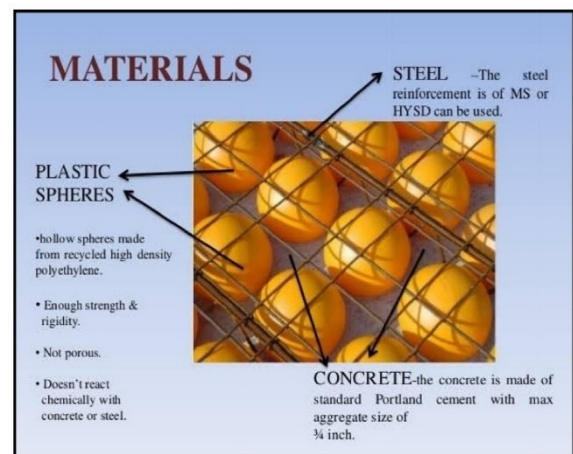 MATERIALS
STEEL –The steel
reinforcement is of MS or
HYSD can be used.
PLASTIC
SPHERES
•hollow spheres made
from recycled high density
polyethylene.
• Enough strength &
rigidity.
• Not porous.
• Doesn't react
chemically with
concrete or steel.
CONCRETE-the concrete is made of
standard Portland cement with max
aggregate size of
¾ inch.